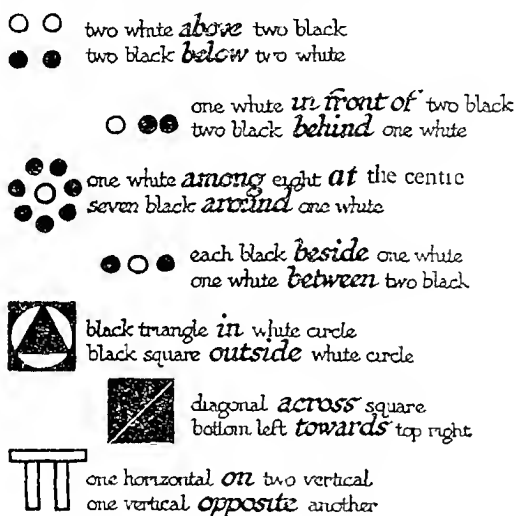 two white above two black
two black below two white
one white in front of two black
two black behind one white
one white among eight at the centre
seven black around one white
each black beside one white
one white between two black
black triangle in white circle
black square outside white circle
diagonal across square
bottom left towards top right
one horizontal on two vertical
one vertical opposite another